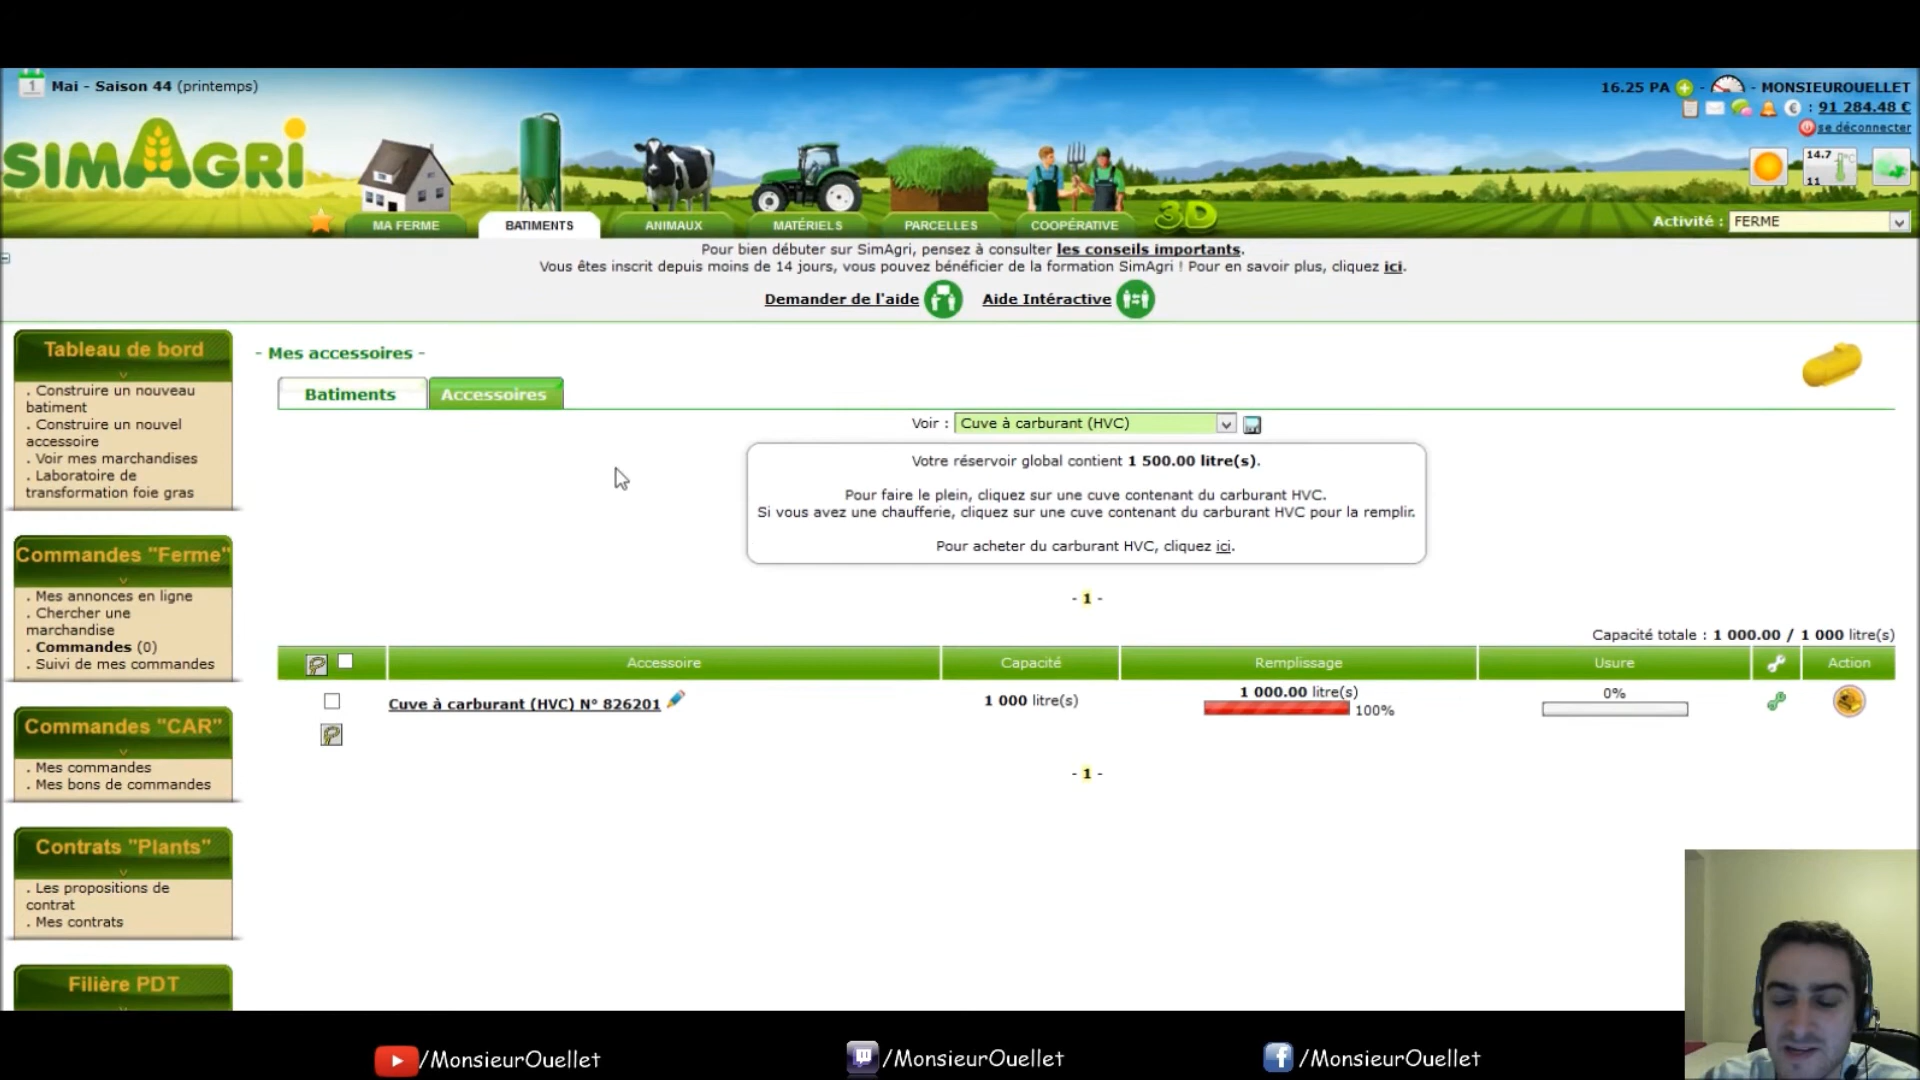 1 Mai - Saison 44 (printemps)
16.25 PA - - MONSIEUROUELLET
€ : 91 284.48 €
se déconnecter
SIMAGRI
14.7 °C
11
MA FERME
BATIMENTS
ANIMAUX
MATÉRIELS
PARCELLES
COOPÉRATIVE
3D
Activité : FERME
Pour bien débuter sur SimAgri, pensez à consulter les conseils importants.
Vous êtes inscrit depuis moins de 14 jours, vous pouvez bénéficier de la formation SimAgri ! Pour en savoir plus, cliquez ici.
Demander de l'aide
Aide Intéractive
Tableau de bord
. Construire un nouveau
batiment
. Construire un nouvel
accessoire
. Voir mes marchandises
. Laboratoire de
transformation foie gras
Commandes "Ferme"
. Mes annonces en ligne
. Chercher une
marchandise
. Commandes (0)
. Suivi de mes commandes
Commandes "CAR"
. Mes commandes
. Mes bons de commandes
Contrats "Plants"
. Les propositions de
contrat
. Mes contrats
Filière PDT
- Mes accessoires -
Batiments
Accessoires
Voir : Cuve à carburant (HVC)
Votre réservoir global contient 1 500.00 litre(s).
Pour faire le plein, cliquez sur une cuve contenant du carburant HVC.
Si vous avez une chaufferie, cliquez sur une cuve contenant du carburant HVC pour la remplir.
Pour acheter du carburant HVC, cliquez ici.
- 1 -
Capacité totale : 1 000.00 / 1 000 litre(s)
Accessoire
Capacité
Remplissage
Usure
Action
Cuve à carburant (HVC) N° 826201
1 000 litre(s)
1 000.00 litre(s)
100%
0%
- 1 -
/MonsieurOuellet
/MonsieurOuellet
/MonsieurOuellet